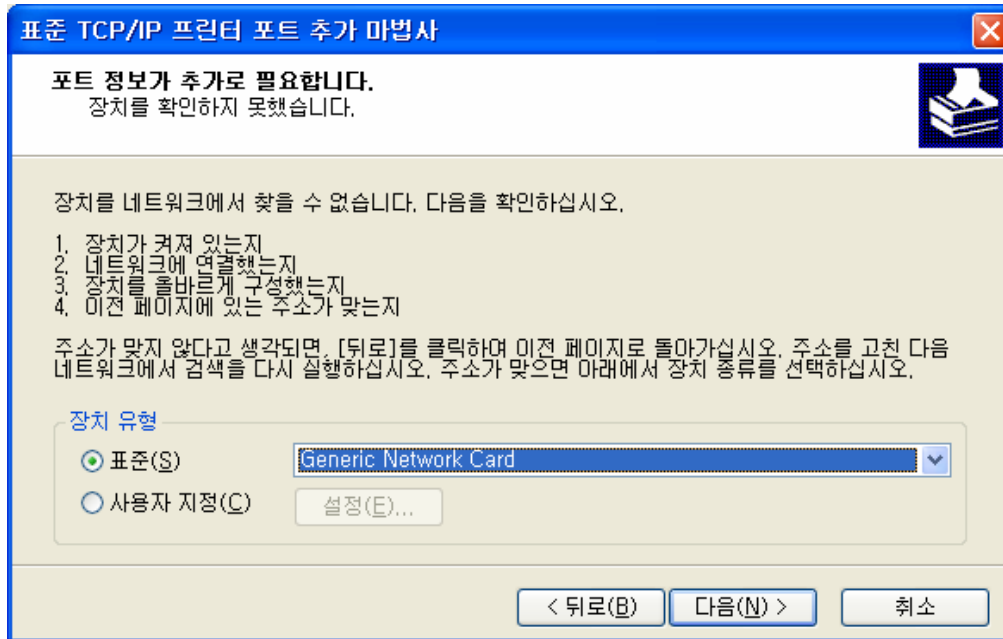 표준 TCP/IP 프린터 포트 추가 마법사
포트 정보가 추가로 필요합니다.
장치를 확인하지 못했습니다.
장치를 네트워크에서 찾을 수 없습니다. 다음을 확인하십시오.
1. 장치가 켜져 있는지
2. 네트워크에 연결했는지
3. 장치를 올바르게 구성했는지
4. 이전 페이지에 있는 주소가 맞는지
주소가 맞지 않다고 생각되면, [뒤로]를 클릭하여 이전 페이지로 돌아가십시오. 주소를 고친 다음
네트워크에서 검색을 다시 실행하십시오. 주소가 맞으면 아래에서 장치 종류를 선택하십시오.
장치 유형
표준(S) Generic Network Card
사용자 지정(C) 설정(E)...
< 뒤로(B) 다음(N) > 취소